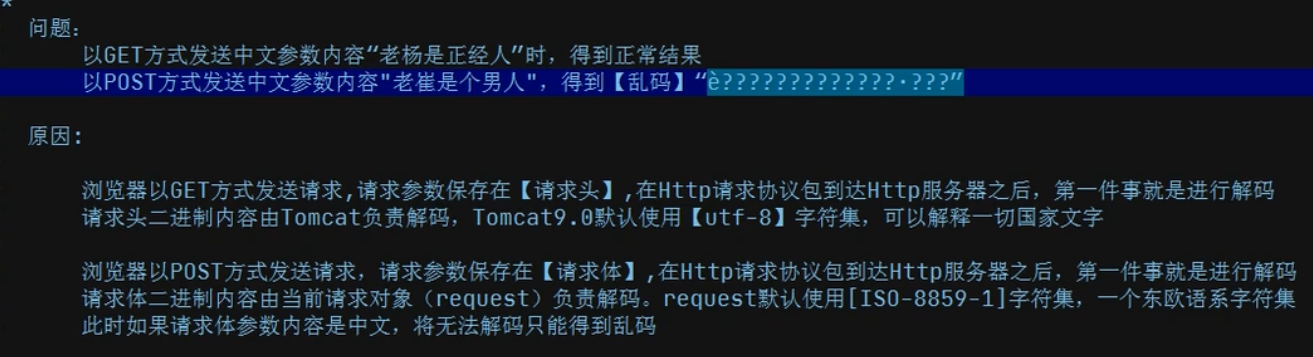 *
问题:
以GET方式发送中文参数内容“老杨是正经人”时，得到正常结果
以POST方式发送中文参数内容"老崔是个男人"，得到【乱码】“è?????????????·???”
原因:
浏览器以GET方式发送请求,请求参数保存在【请求头】,在Http请求协议包到达Http服务器之后，第一件事就是进行解码
请求头二进制内容由Tomcat负责解码，Tomcat9.0默认使用【utf-8】字符集，可以解释一切国家文字
浏览器以POST方式发送请求，请求参数保存在【请求体】,在Http请求协议包到达Http服务器之后，第一件事就是进行解码
请求体二进制内容由当前请求对象（request）负责解码。request默认使用[ISO-8859-1]字符集，一个东欧语系字符集
此时如果请求体参数内容是中文，将无法解码只能得到乱码